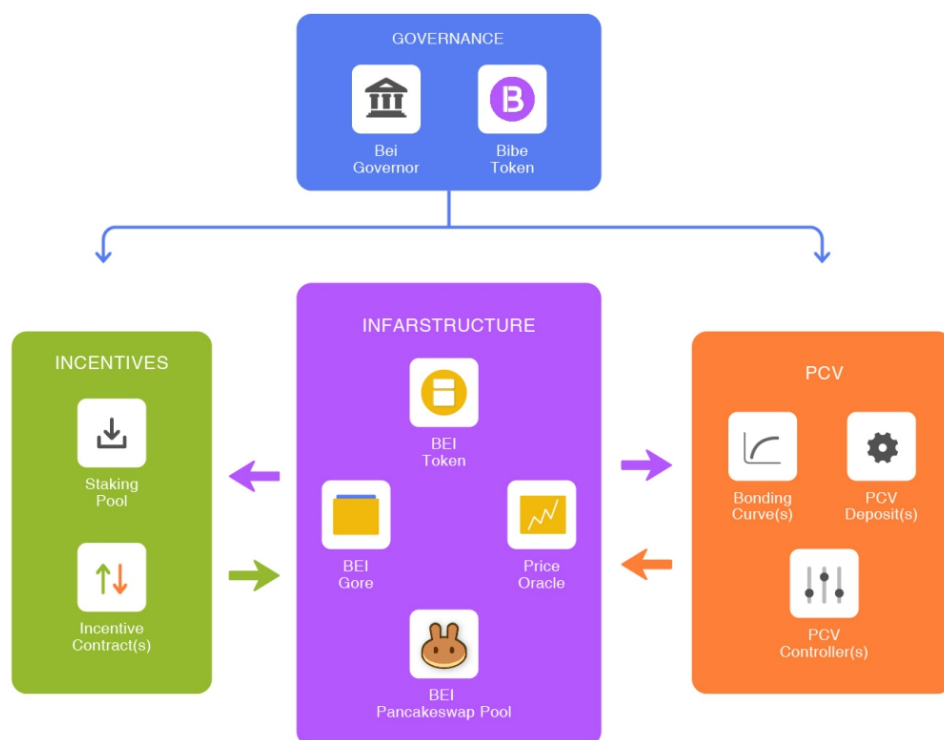 GOVERNANCE
Bei
Governor
Bibe
Token
INCENTIVES
Staking
Pool
Incentive
Contract(s)
INFARSTRUCTURE
BEI
Token
BEI
Gore
Price
Oracle
BEI
Pancakeswap Pool
PCV
Bonding
Curve(s)
PCV
Deposit(s)
PCV
Controller(s)